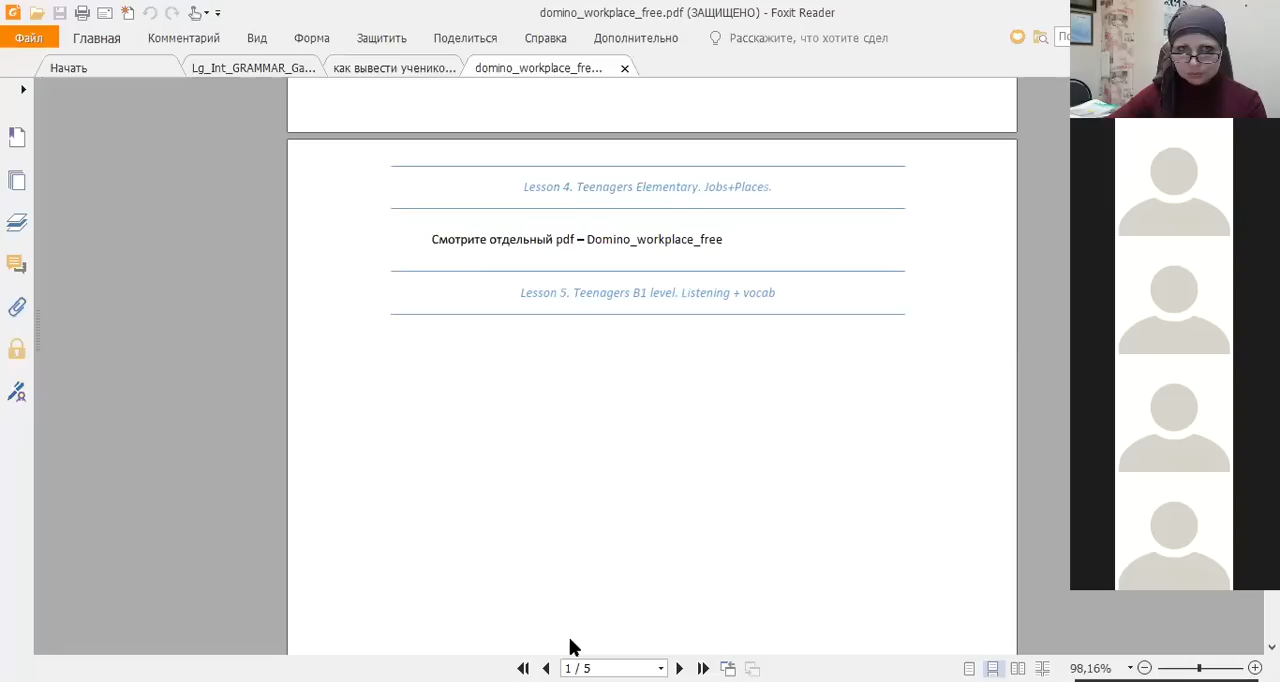 domino_workplace_free.pdf (ЗАЩИЩЕНО) - Foxit Reader
Файл Главная Комментарий Вид Форма Защитить Поделиться Справка Дополнительно Расскажите, что хотите сдел
Начать Lg_Int_GRAMMAR_Ga... как вывести ученико... domino_workplace_fre...
Lesson 4. Teenagers Elementary. Jobs+Places.
Смотрите отдельный pdf – Domino_workplace_free
Lesson 5. Teenagers B1 level. Listening + vocab
1 / 5 98,16%